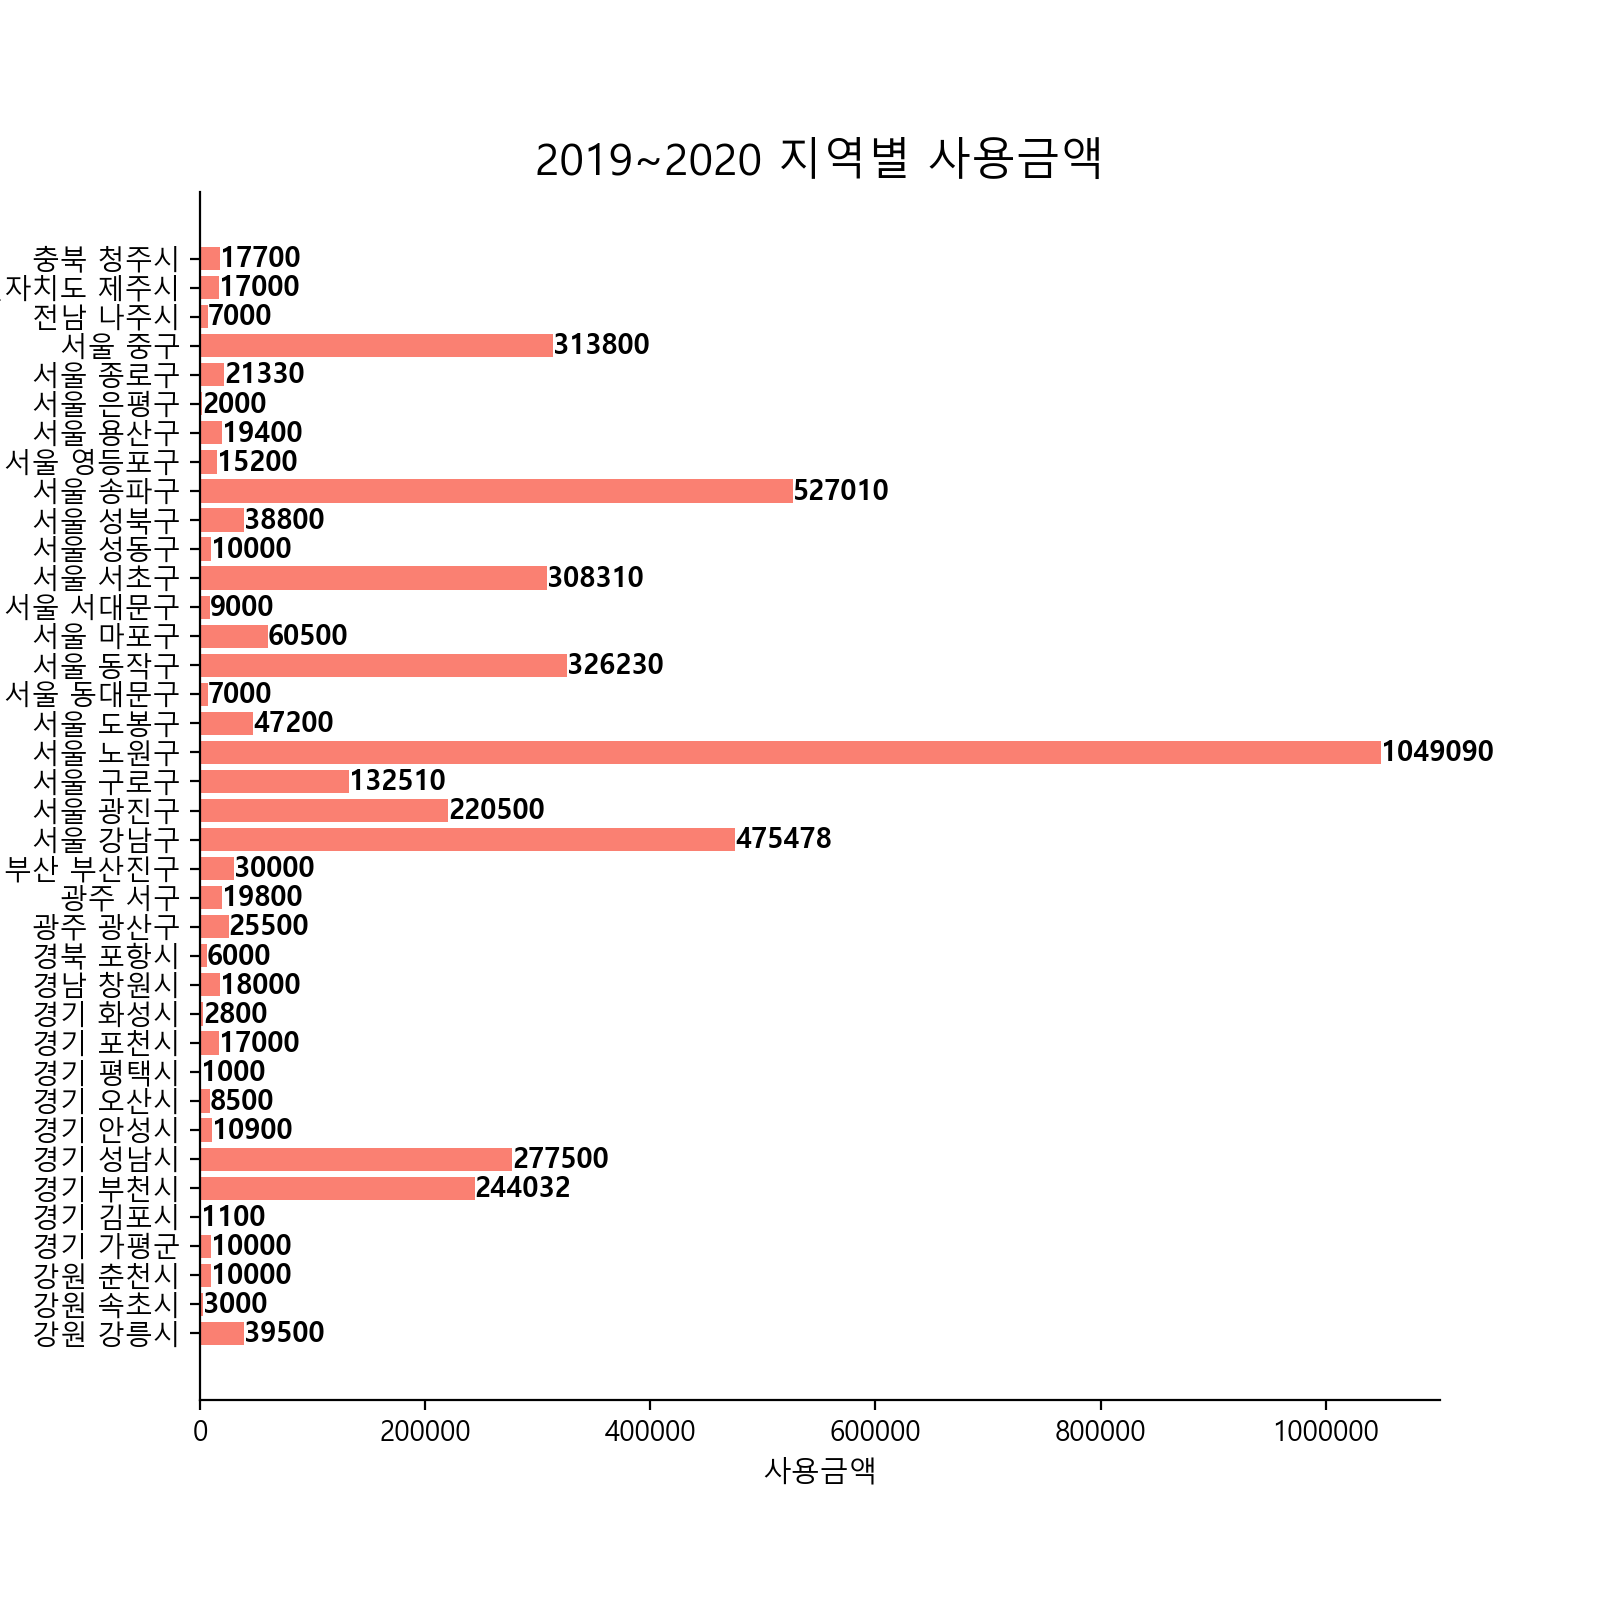 2019~2020 지역별 사용금액
충북 청주시 17700
자치도 제주시 17000
전남 나주시 7000
서울 중구 313800
서울 종로구 21330
서울 은평구 2000
서울 용산구 19400
서울 영등포구 15200
서울 송파구 527010
서울 성북구 38800
서울 성동구 10000
서울 서초구 308310
서울 서대문구 9000
서울 마포구 60500
서울 동작구 326230
서울 동대문구 7000
서울 도봉구 47200
서울 노원구 1049090
서울 구로구 132510
서울 광진구 220500
서울 강남구 475478
부산 부산진구 30000
광주 서구 19800
광주 광산구 25500
경북 포항시 6000
경남 창원시 18000
경기 화성시 2800
경기 포천시 17000
경기 평택시 1000
경기 오산시 8500
경기 안성시 10900
경기 성남시 277500
경기 부천시 244032
경기 김포시 1100
경기 가평군 10000
강원 춘천시 10000
강원 속초시 3000
강원 강릉시 39500
0 200000 400000 600000 800000 1000000
사용금액